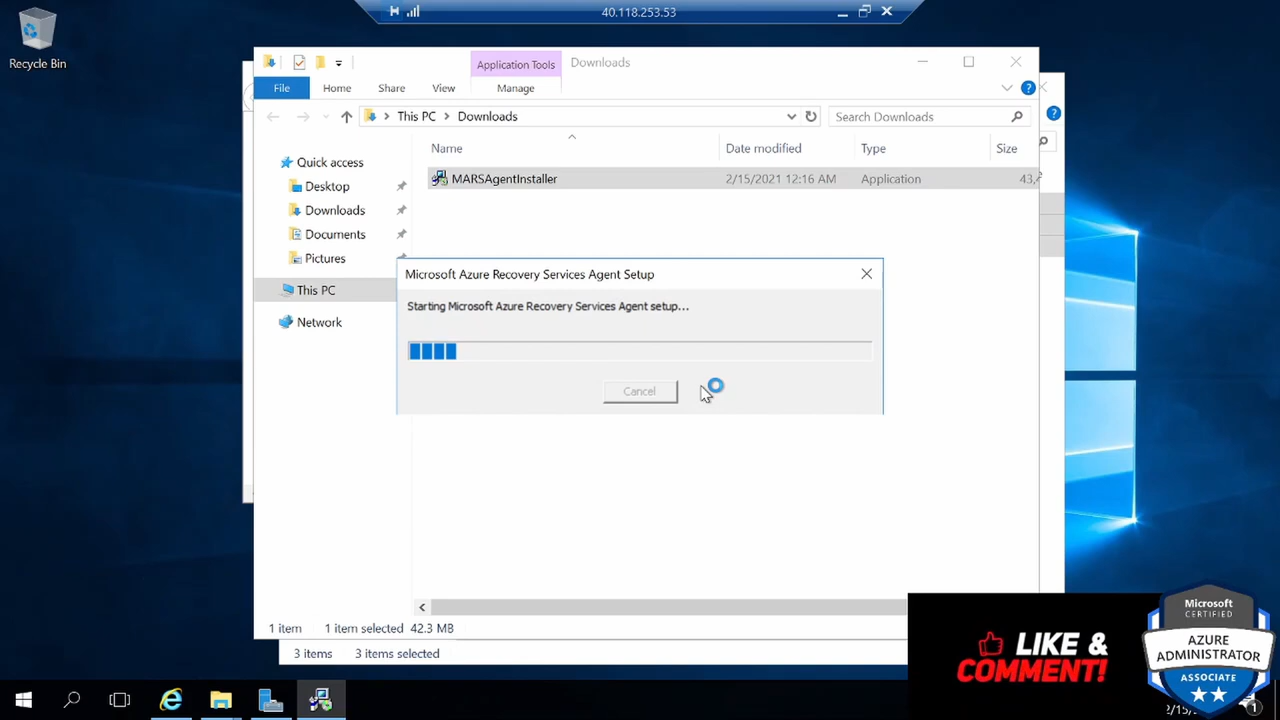 40.118.253.53
Recycle Bin
Application Tools
Downloads
File
Home
Share
View
Manage
This PC
Downloads
Search Downloads
Name
Date modified
Type
Size
Quick access
MARSAgentInstaller
2/15/2021 12:16 AM
Application
Desktop
Downloads
Documents
Pictures
This PC
Network
Microsoft Azure Recovery Services Agent Setup
Starting Microsoft Azure Recovery Services Agent setup...
Cancel
1 item
1 item selected
42.3 MB
3 items
3 items selected
LIKE &
COMMENT!
Microsoft
CERTIFIED
AZURE
ADMINISTRATOR
ASSOCIATE
1